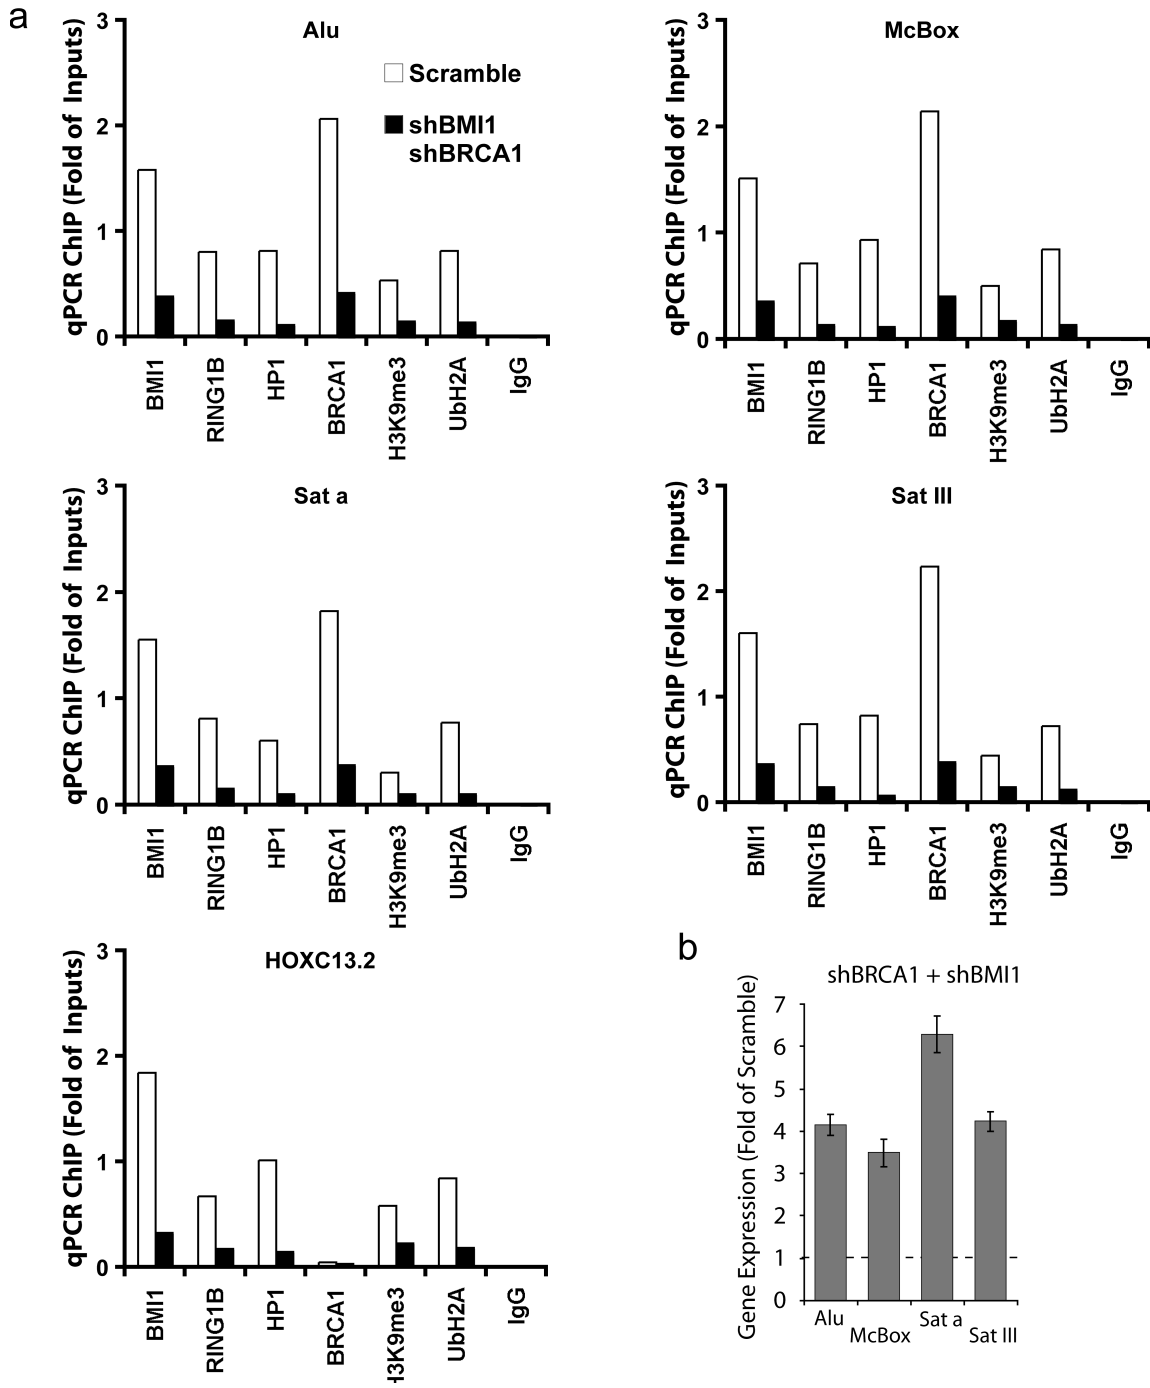 a
Alu
Scramble
shBMI1
shBRCA1
qPCR ChIP (Fold of Inputs)
3
2
1
0
BMI1
RING1B
HP1
BRCA1
H3K9me3
UbH2A
IgG
McBox
qPCR ChIP (Fold of Inputs)
3
2
1
0
BMI1
RING1B
HP1
BRCA1
H3K9me3
UbH2A
IgG
Sat a
qPCR ChIP (Fold of Inputs)
3
2
1
0
BMI1
RING1B
HP1
BRCA1
H3K9me3
UbH2A
IgG
Sat III
qPCR ChIP (Fold of Inputs)
3
2
1
0
BMI1
RING1B
HP1
BRCA1
H3K9me3
UbH2A
IgG
HOXC13.2
qPCR ChIP (Fold of Inputs)
3
2
1
0
BMI1
RING1B
HP1
BRCA1
H3K9me3
UbH2A
IgG
b
shBRCA1 + shBMI1
Gene Expression (Fold of Scramble)
7
6
5
4
3
2
1
0
Alu
McBox
Sat a
Sat III